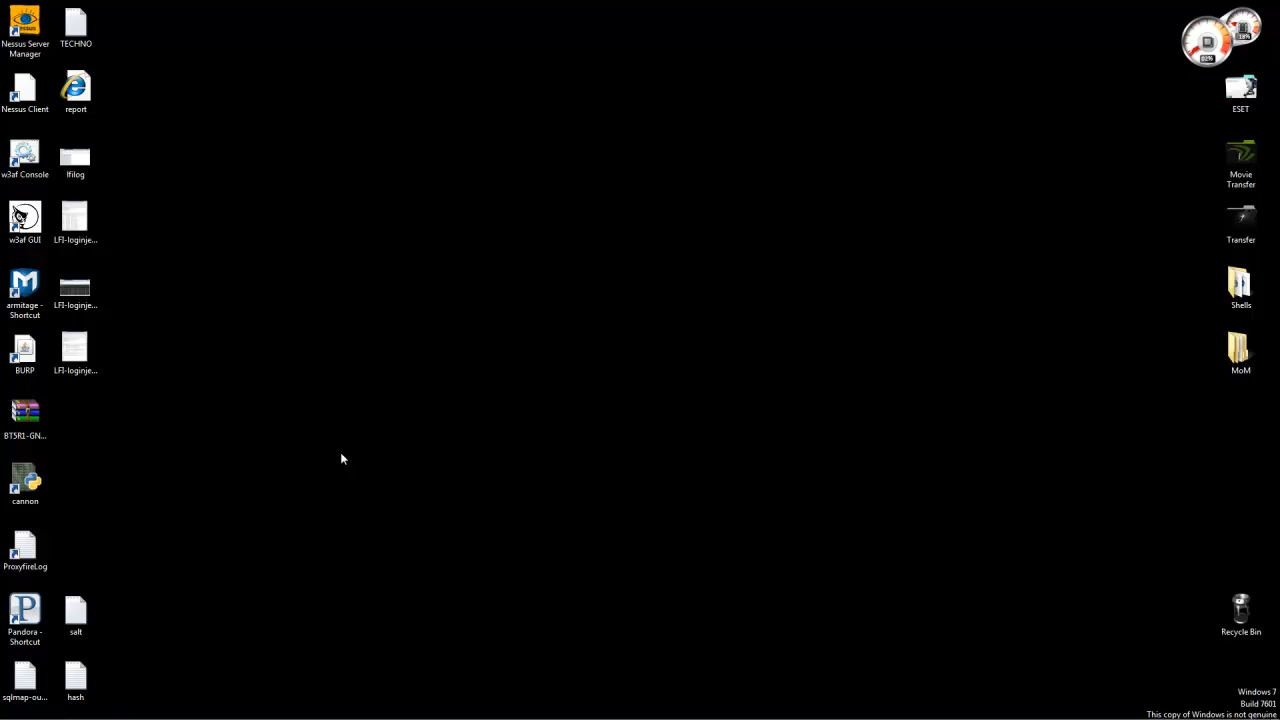 Nessus Server
Manager
TECHNO
Nessus Client
report
w3af Console
lfilog
w3af GUI
LFI-loginje...
armitage -
Shortcut
LFI-loginje...
BURP
LFI-loginje...
BT5R1-GN...
cannon
ProxyfireLog
Pandora -
Shortcut
salt
sqlmap-ou...
hash
18%
02%
ESET
Movie
Transfer
Transfer
Shells
MoM
Recycle Bin
Windows 7
Build 7601
This copy of Windows is not genuine